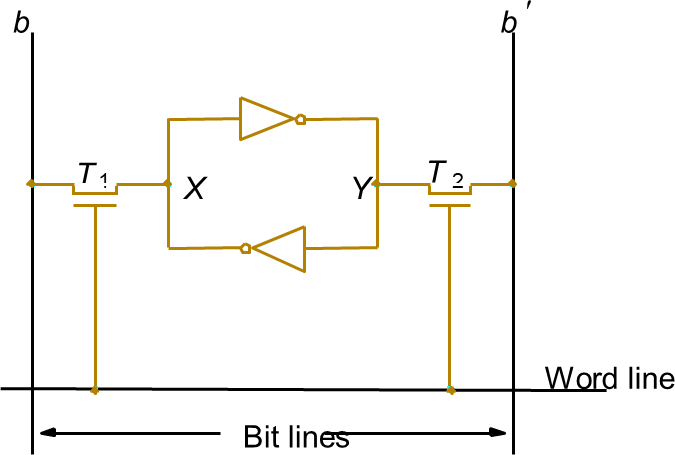 b
b′
T1
X
Y
T2
Word line
Bit lines